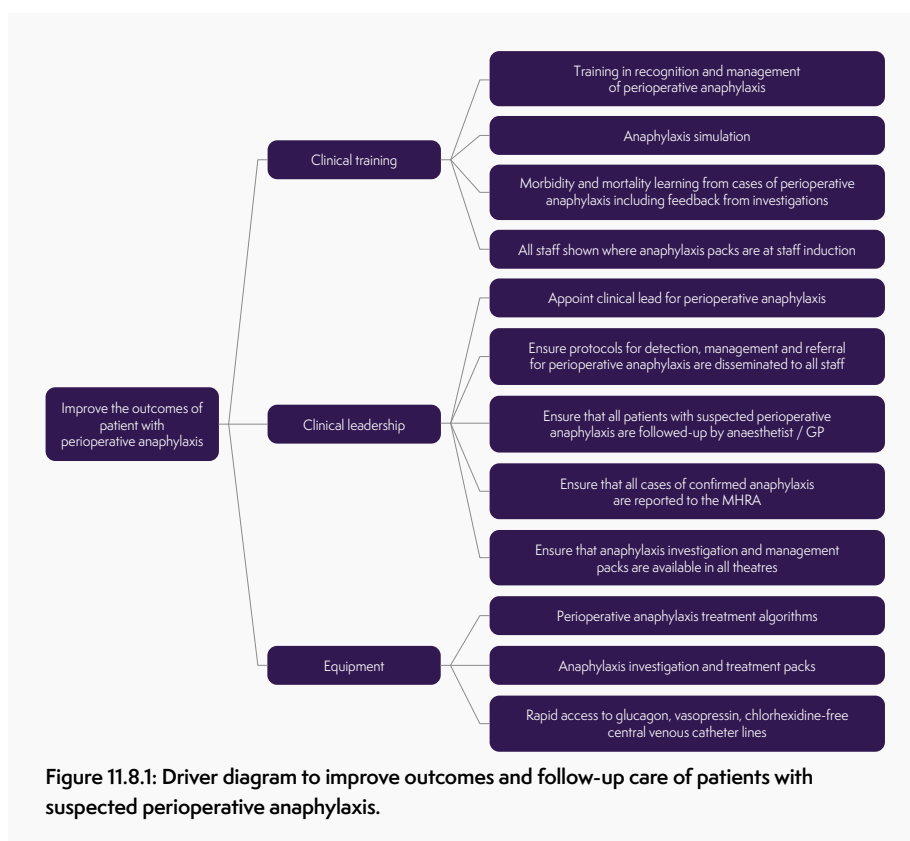 Training in recognition and management
of perioperative anaphylaxis
Anaphylaxis simulation
Clinical training
Morbidity and mortality learning from cases of perioperative
anaphylaxis including feedback from investigations
All staff shown where anaphylaxis packs are at staff induction
Appoint clinical lead for perioperative anaphylaxis
Ensure protocols for detection, management and referral
for perioperative anaphylaxis are disseminated to all staff
Improve the outcomes of
patient with
perioperative anaphylaxis
Clinical leadership
Ensure that all patients with suspected perioperative
anaphylaxis are followed-up by anaesthetist / GP
Ensure that all cases of confirmed anaphylaxis
are reported to the MHRA
Ensure that anaphylaxis investigation and management
packs are available in all theatres
Perioperative anaphylaxis treatment algorithms
Equipment
Anaphylaxis investigation and treatment packs
Rapid access to glucagon, vasopressin, chlorhexidine-free
central venous catheter lines
Figure 11.8.1: Driver diagram to improve outcomes and follow-up care of patients with
suspected perioperative anaphylaxis.